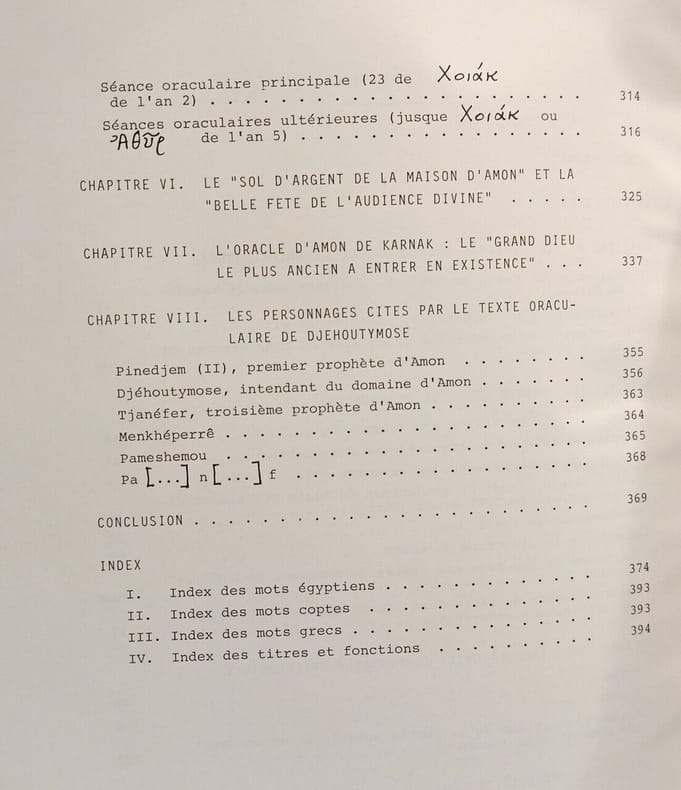 Séance oraculaire principale (23 de Χοιάκ
de l'an 2) . . . . . . . . . . . . . . . . . . . . 314
Séances oraculaires ultérieures (jusque Χοιάκ ou
Ἀθῦρ de l'an 5) . . . . . . . . . . . . . . . 316
CHAPITRE VI. LE "SOL D'ARGENT DE LA MAISON D'AMON" ET LA
"BELLE FETE DE L'AUDIENCE DIVINE" . . . . . 325
CHAPITRE VII. L'ORACLE D'AMON DE KARNAK : LE "GRAND DIEU
LE PLUS ANCIEN A ENTRER EN EXISTENCE" . . . 337
CHAPITRE VIII. LES PERSONNAGES CITES PAR LE TEXTE ORACU-
LAIRE DE DJEHOUTYMOSE
Pinedjem (II), premier prophète d'Amon . . . . . . . . 355
Djéhoutymose, intendant du domaine d'Amon . . . . . . . 356
Tjanéfer, troisième prophète d'Amon . . . . . . . . . 363
Menkhéperrê . . . . . . . . . . . . . . . . . . . 364
Pameshemou . . . . . . . . . . . . . . . . . . . 365
Pa [...] n [...] f . . . . . . . . . . . . . . . . 368
CONCLUSION . . . . . . . . . . . . . . . . . . . . 369
INDEX
I. Index des mots égyptiens . . . . . . . . . . . . 374
II. Index des mots coptes . . . . . . . . . . . . . 393
III. Index des mots grecs . . . . . . . . . . . . . . 393
IV. Index des titres et fonctions . . . . . . . . . 394